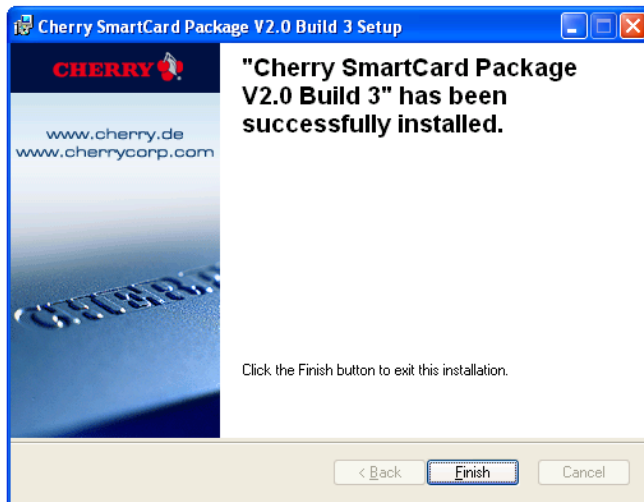 Cherry SmartCard Package V2.0 Build 3 Setup
CHERRY
www.cherry.de
www.cherrycorp.com
CHERRY
"Cherry SmartCard Package
V2.0 Build 3" has been
successfully installed.
Click the Finish button to exit this installation.
< Back
Finish
Cancel